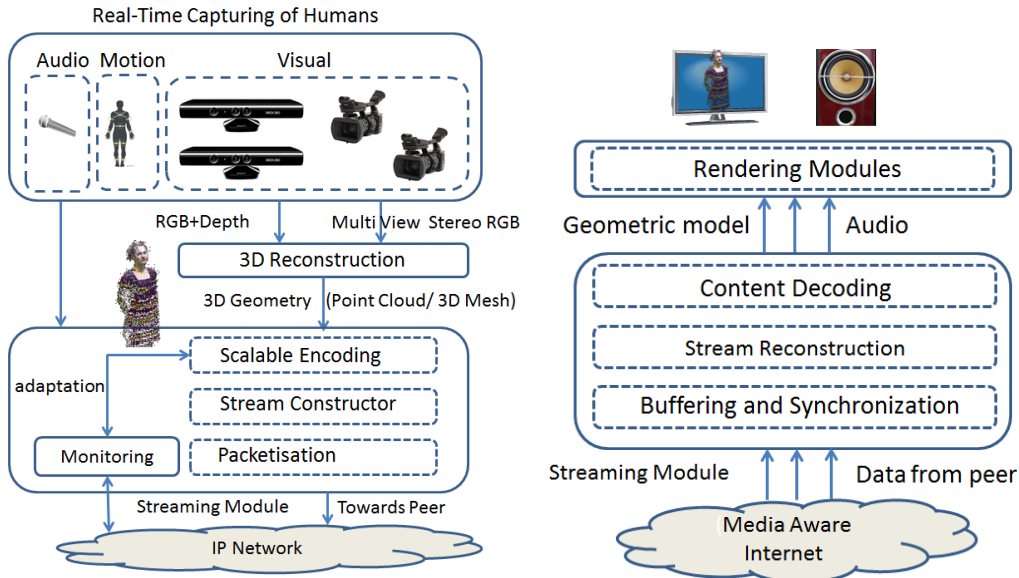 Real-Time Capturing of Humans
Audio Motion Visual
RGB+Depth
Multi View Stereo RGB
3D Reconstruction
3D Geometry (Point Cloud/ 3D Mesh)
Scalable Encoding
adaptation
Stream Constructor
Monitoring
Packetisation
Streaming Module
Towards Peer
IP Network
Rendering Modules
Geometric model
Audio
Content Decoding
Stream Reconstruction
Buffering and Synchronization
Streaming Module
Data from peer
Media Aware
Internet